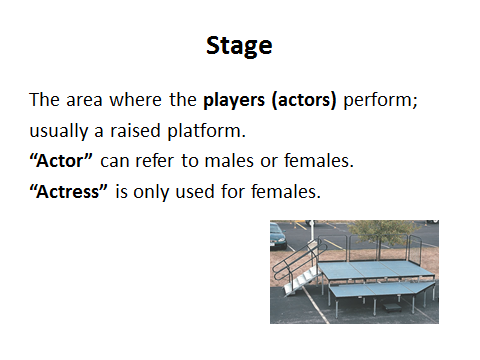 Stage
The area where the players (actors) perform;
usually a raised platform.
“Actor” can refer to males or females.
“Actress” is only used for females.